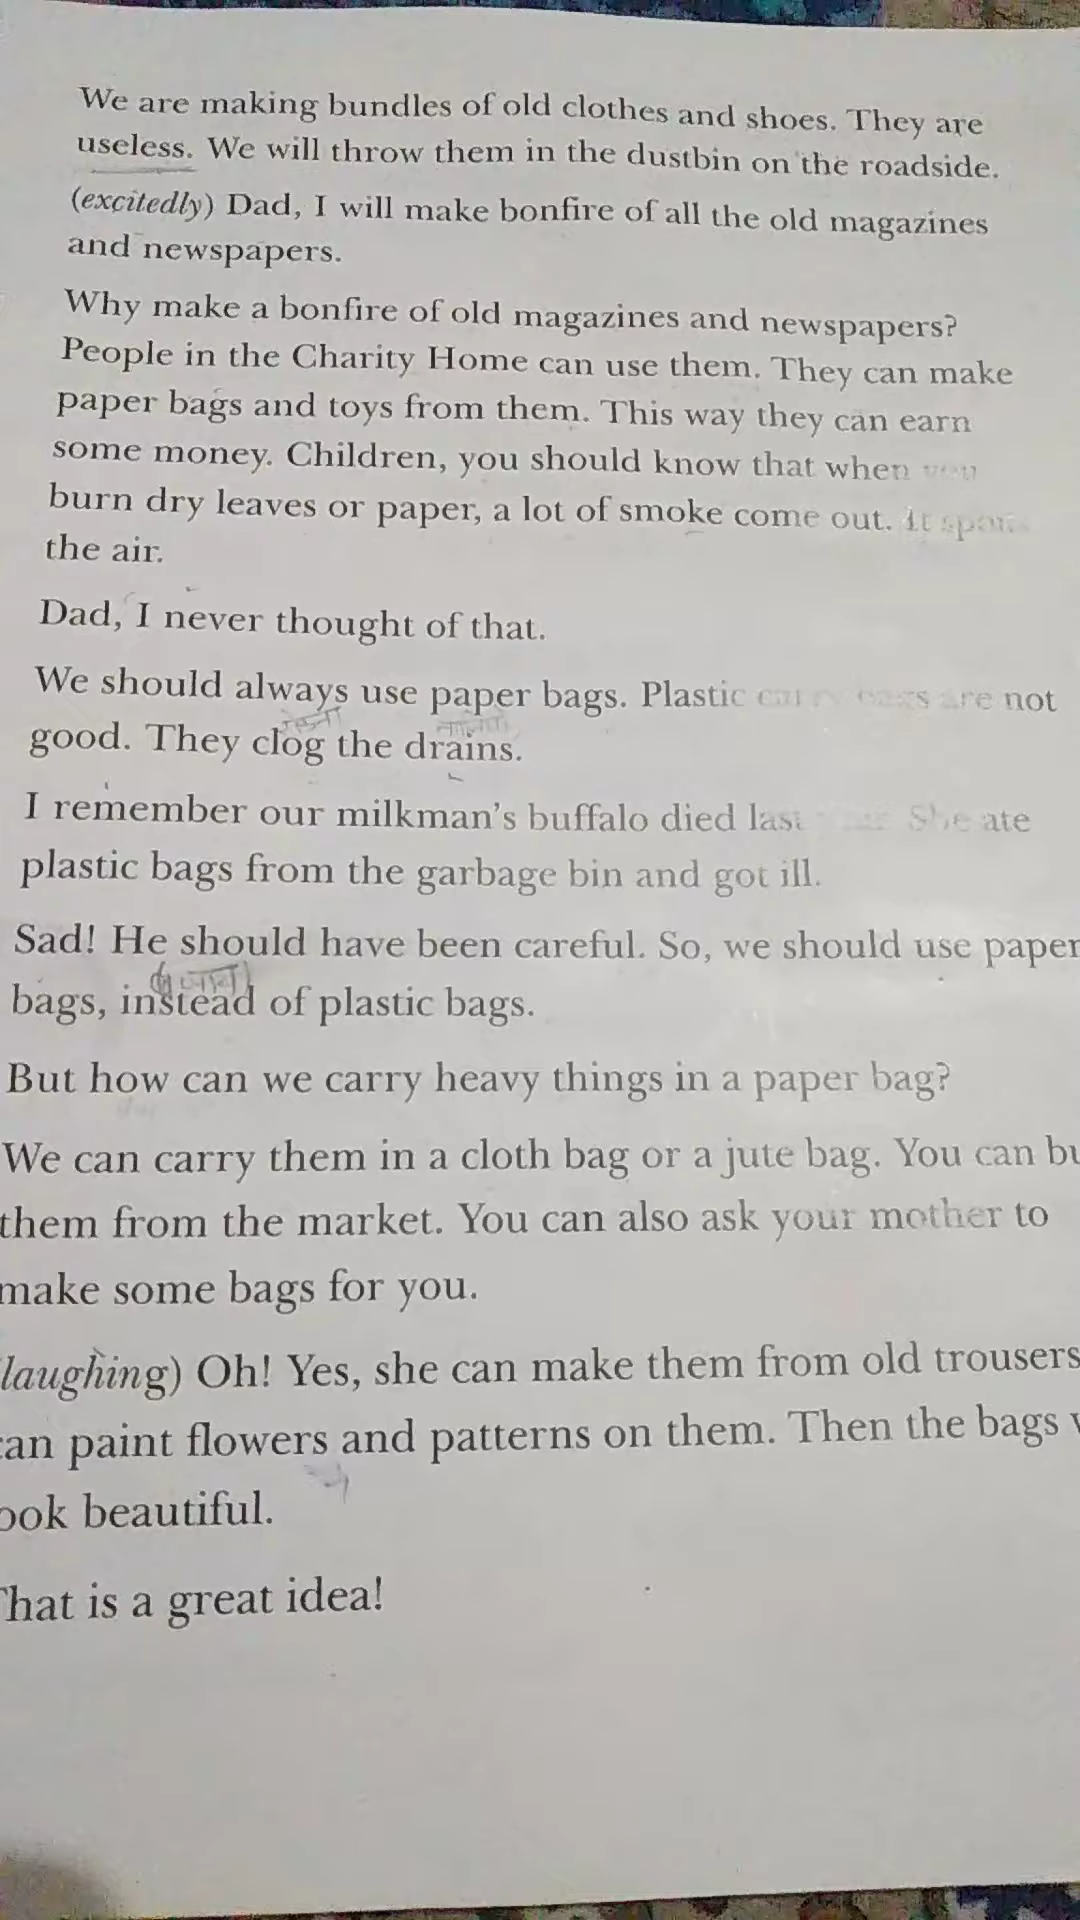 We are making bundles of old clothes and shoes. They are
useless. We will throw them in the dustbin on the roadside.
(excitedly) Dad, I will make bonfire of all the old magazines
and newspapers.
Why make a bonfire of old magazines and newspapers?
People in the Charity Home can use them. They can make
paper bags and toys from them. This way they can earn
some money. Children, you should know that when you
burn dry leaves or paper, a lot of smoke come out. It
the air.
Dad, I never thought of that.
We should always use paper bags. Plastic carry bags are not
good. They clog the drains.
I remember our milkman's buffalo died last She ate
plastic bags from the garbage bin and got ill.
Sad! He should have been careful. So, we should use paper
bags, instead of plastic bags.
But how can we carry heavy things in a paper bag?
We can carry them in a cloth bag or a jute bag. You can bu
them from the market. You can also ask your mother to
make some bags for you.
laughing) Oh! Yes, she can make them from old trousers
can paint flowers and patterns on them. Then the bags
ook beautiful.
That is a great idea!